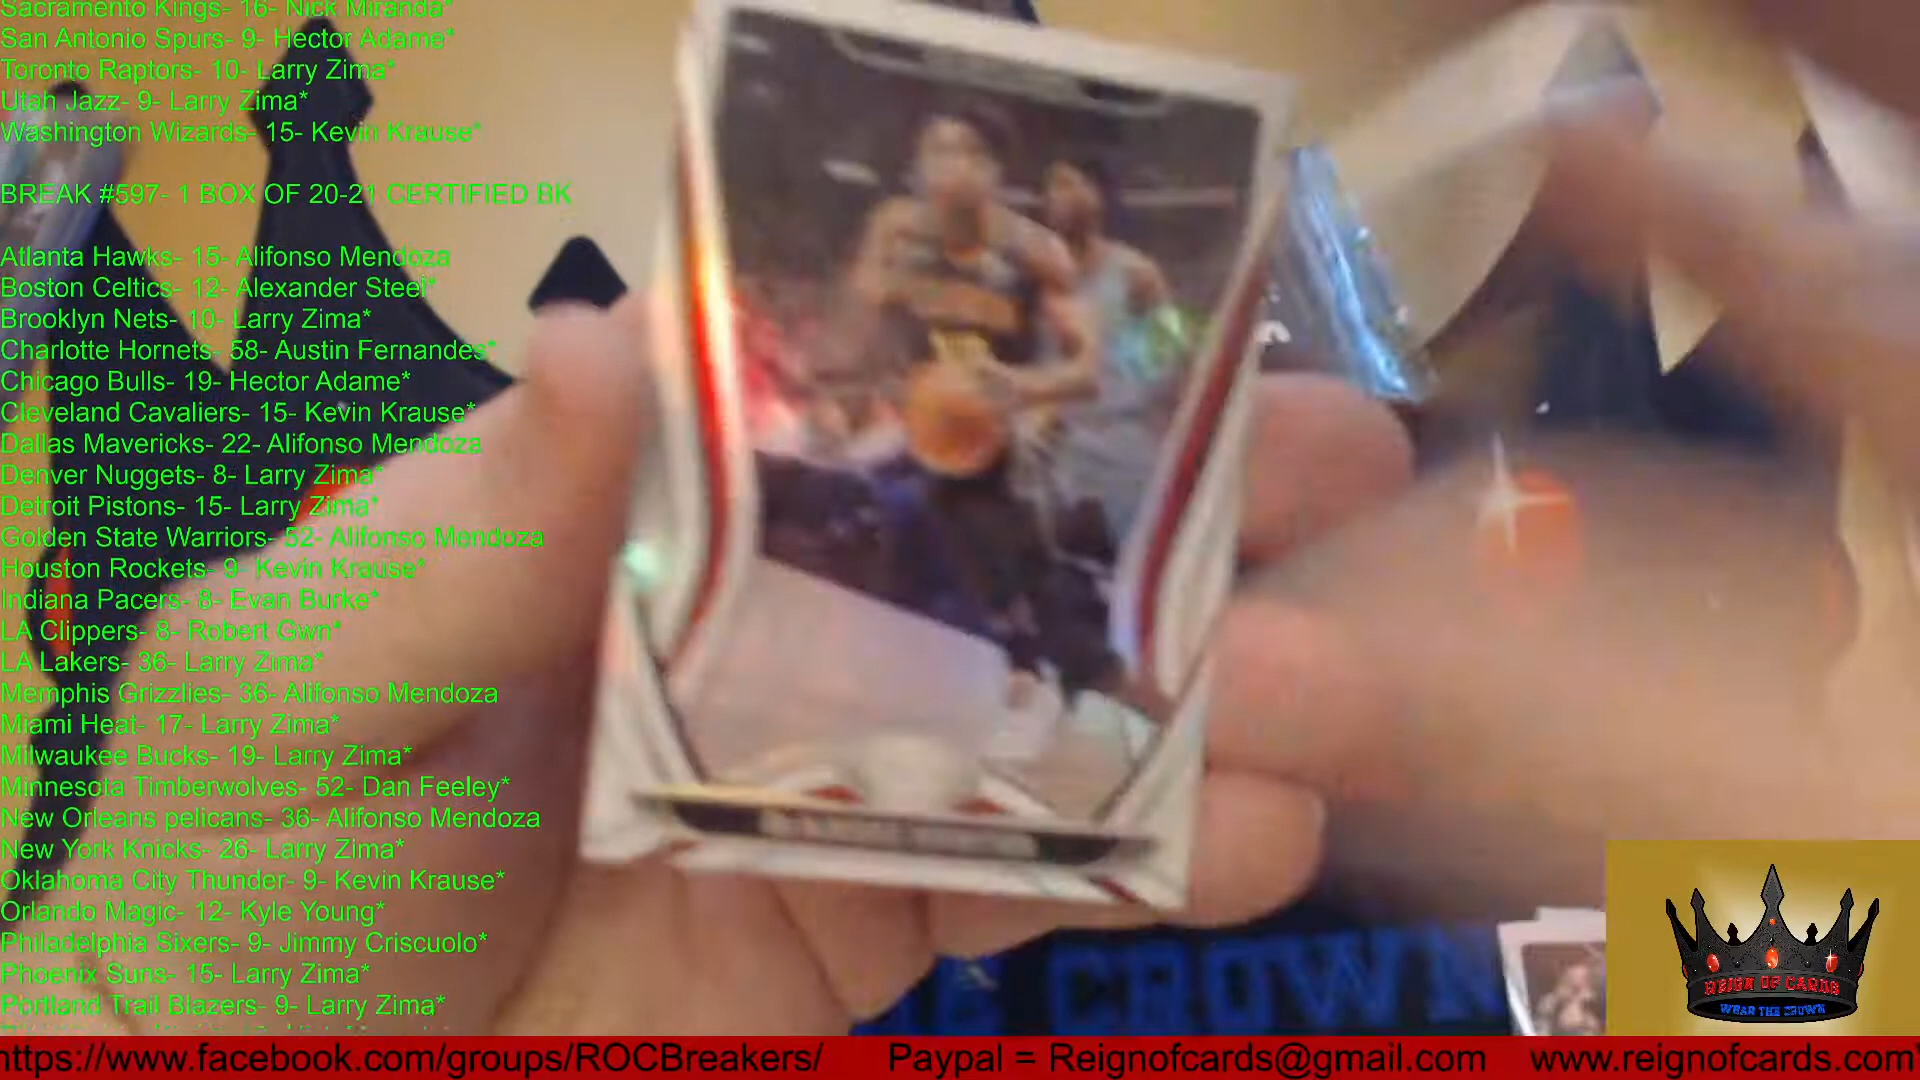 Sacramento Kings- 16- Nick Miranda*
San Antonio Spurs- 9- Hector Adame*
Toronto Raptors- 10- Larry Zima*
Utah Jazz- 9- Larry Zima*
Washington Wizards- 15- Kevin Krause*
BREAK #597- 1 BOX OF 20-21 CERTIFIED BK
Atlanta Hawks- 15- Alifonso Mendoza
Boston Celtics- 12- Alexander Steel*
Brooklyn Nets- 10- Larry Zima*
Charlotte Hornets- 58- Austin Fernandes*
Chicago Bulls- 19- Hector Adame*
Cleveland Cavaliers- 15- Kevin Krause*
Dallas Mavericks- 22- Alifonso Mendoza
Denver Nuggets- 8- Larry Zima*
Detroit Pistons- 15- Larry Zima*
Golden State Warriors- 52- Alifonso Mendoza
Houston Rockets- 9- Kevin Krause*
Indiana Pacers- 8- Evan Burke*
LA Clippers- 8- Robert Gwn*
LA Lakers- 36- Larry Zima*
Memphis Grizzlies- 36- Alifonso Mendoza
Miami Heat- 17- Larry Zima*
Milwaukee Bucks- 19- Larry Zima*
Minnesota Timberwolves- 52- Dan Feeley*
New Orleans pelicans- 36- Alifonso Mendoza
New York Knicks- 26- Larry Zima*
Oklahoma City Thunder- 9- Kevin Krause*
Orlando Magic- 12- Kyle Young*
Philadelphia Sixers- 9- Jimmy Criscuolo*
Phoenix Suns- 15- Larry Zima*
Portland Trail Blazers- 9- Larry Zima*
CROWN
REIGN OF CARDS
WEAR THE CROWN
https://www.facebook.com/groups/ROCBreakers/ Paypal = Reignofcards@gmail.com www.reignofcards.com